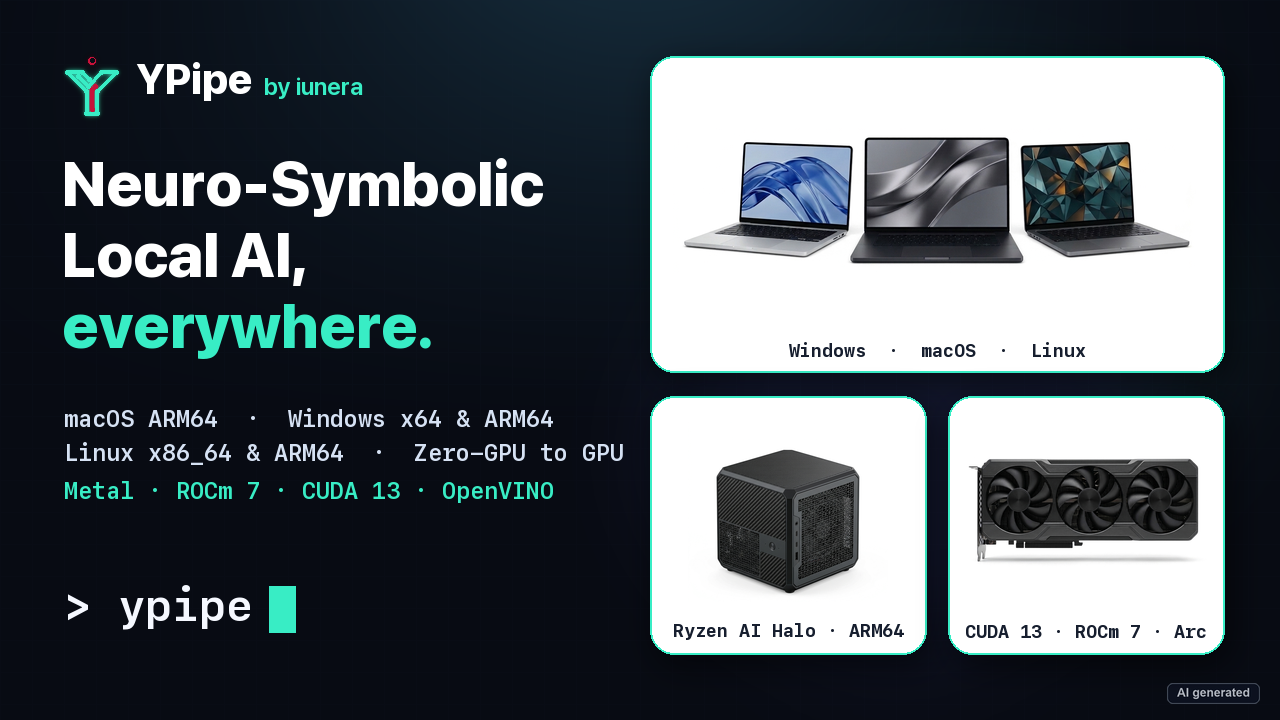 YPipe by iunera
Neuro-Symbolic
Local AI,
everywhere.
macOS ARM64 · Windows x64 & ARM64
Linux x86_64 & ARM64 · Zero-GPU to GPU
Metal · ROCm 7 · CUDA 13 · OpenVINO
> ypipe
Windows · macOS · Linux
Ryzen AI Halo · ARM64
CUDA 13 · ROCm 7 · Arc
AI generated